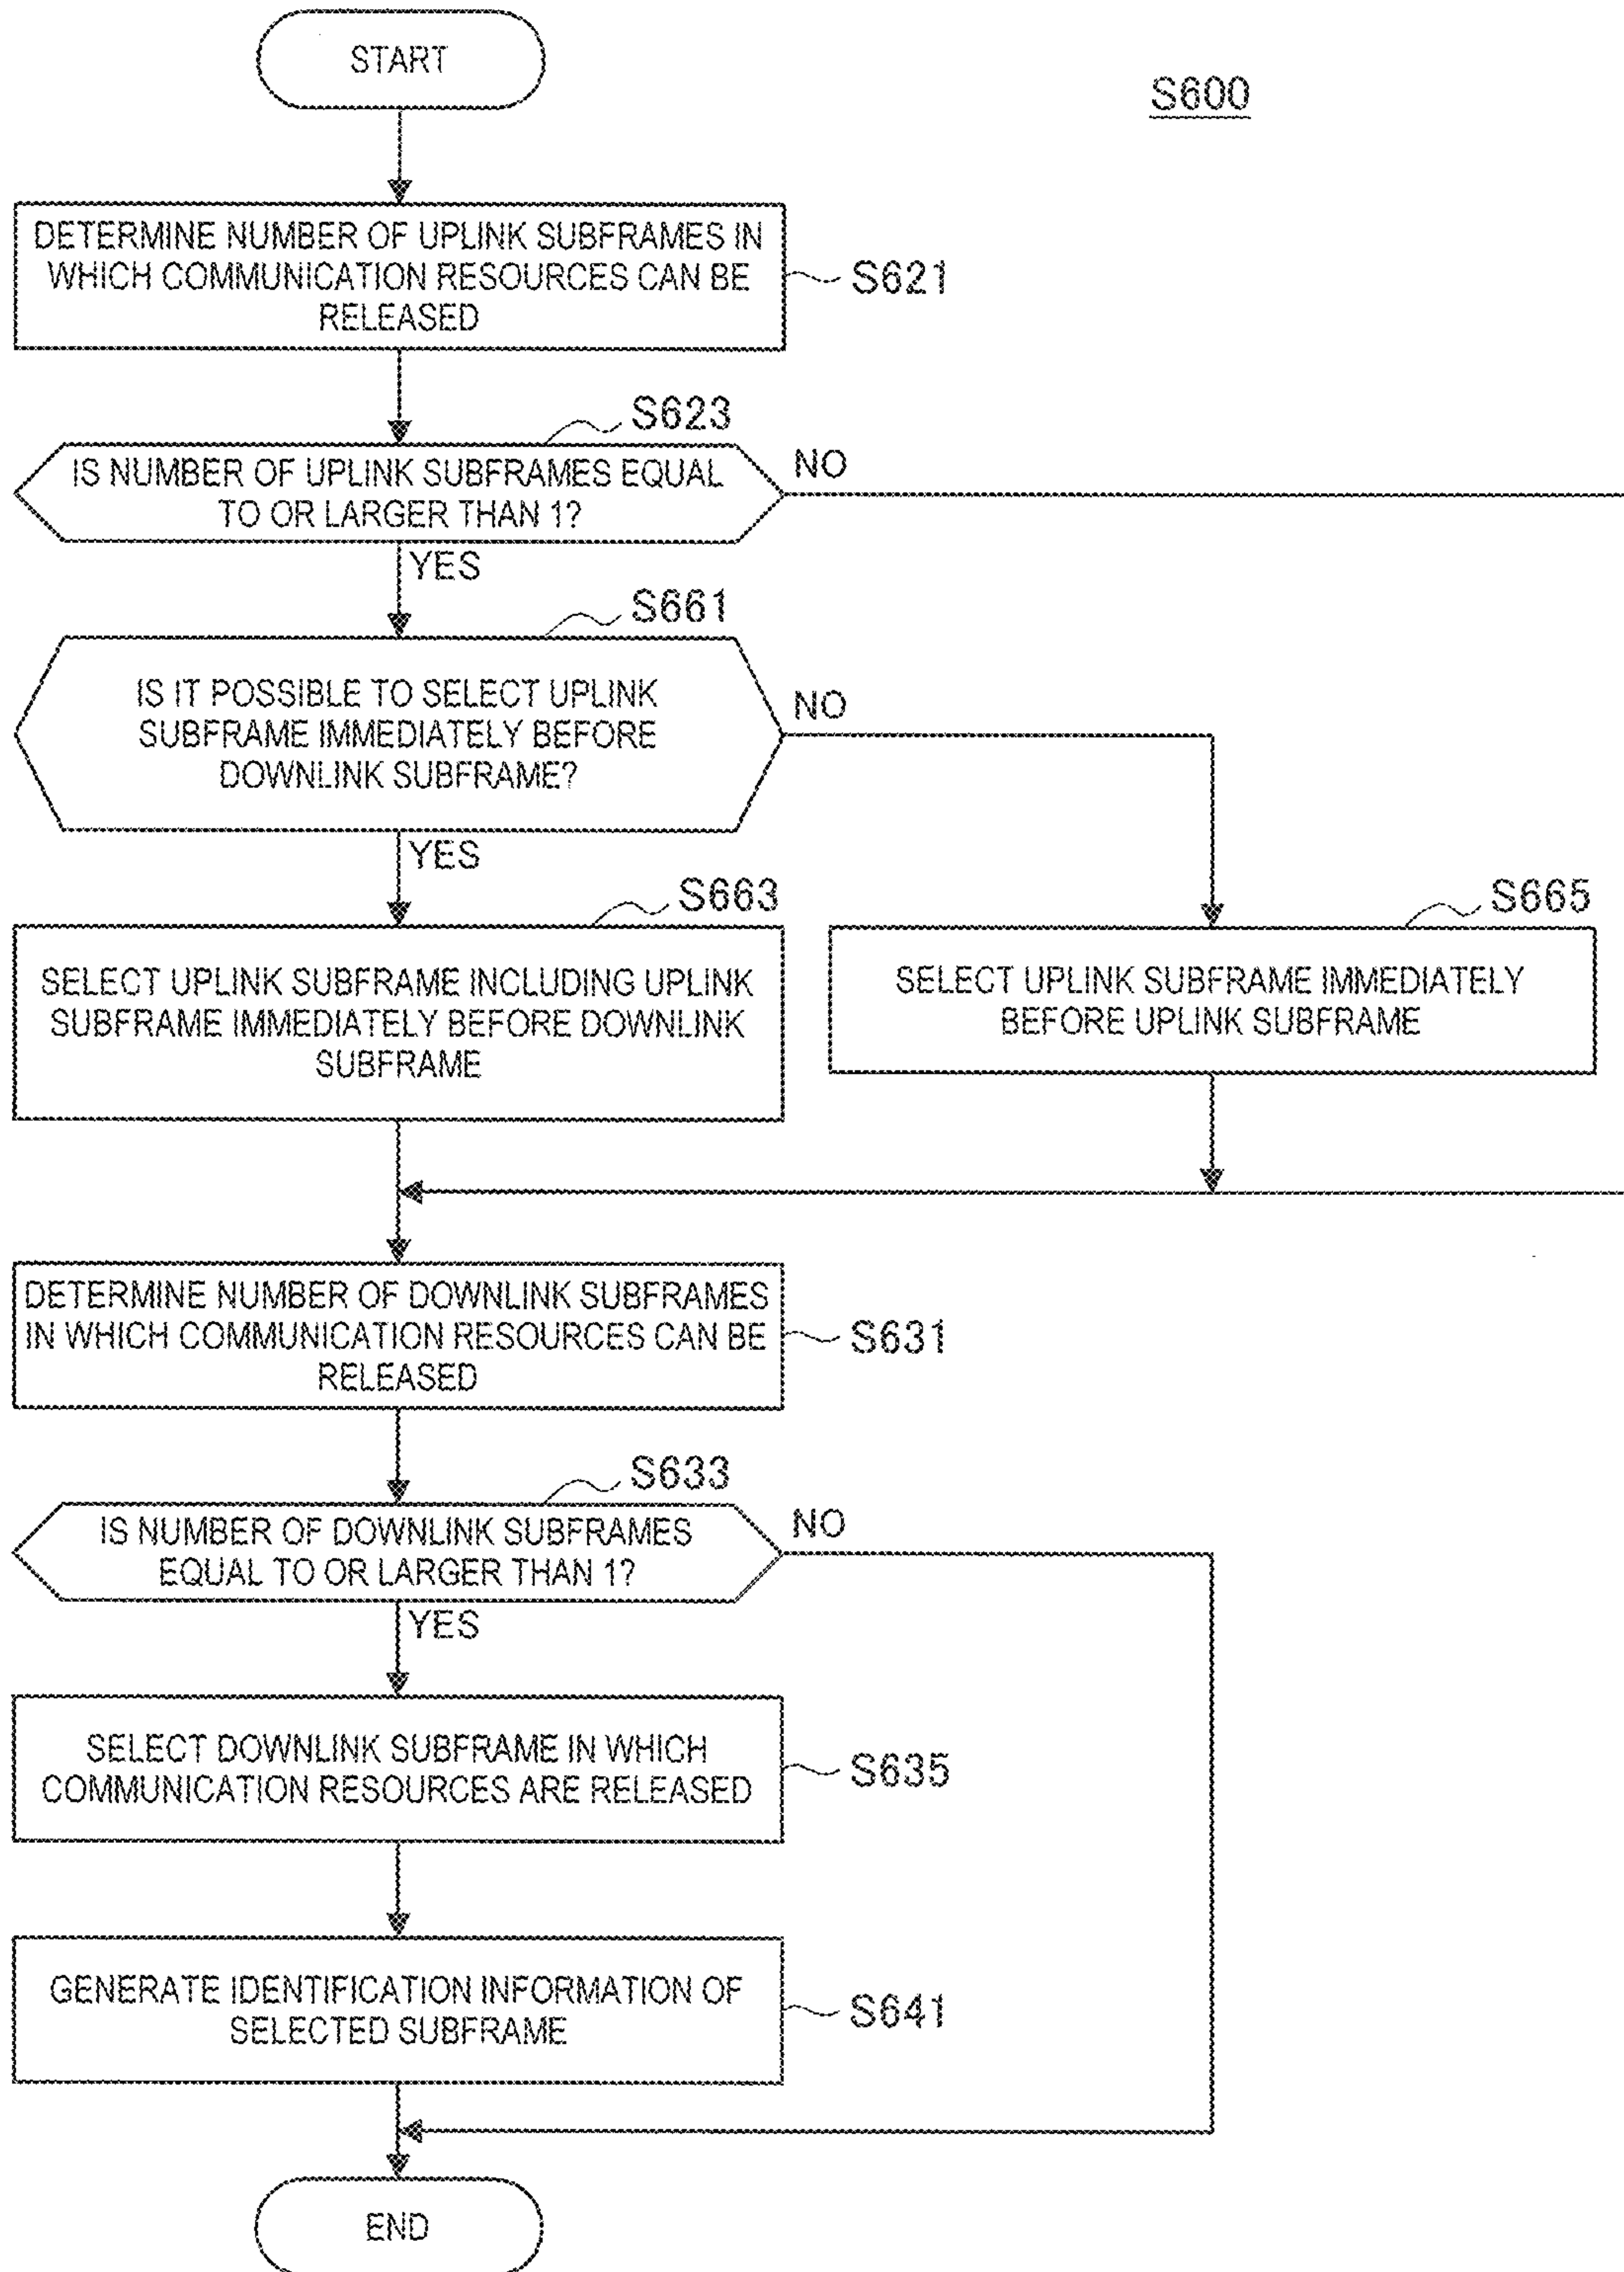 START
S600
DETERMINE NUMBER OF UPLINK SUBFRAMES IN
WHICH COMMUNICATION RESOURCES CAN BE
RELEASED
S621
S623
IS NUMBER OF UPLINK SUBFRAMES EQUAL
TO OR LARGER THAN 1?
NO
YES
S661
IS IT POSSIBLE TO SELECT UPLINK
SUBFRAME IMMEDIATELY BEFORE
DOWNLINK SUBFRAME?
NO
YES
S663
SELECT UPLINK SUBFRAME INCLUDING UPLINK
SUBFRAME IMMEDIATELY BEFORE DOWNLINK
SUBFRAME
S665
SELECT UPLINK SUBFRAME IMMEDIATELY
BEFORE UPLINK SUBFRAME
DETERMINE NUMBER OF DOWNLINK SUBFRAMES
IN WHICH COMMUNICATION RESOURCES CAN BE
RELEASED
S631
S633
IS NUMBER OF DOWNLINK SUBFRAMES
EQUAL TO OR LARGER THAN 1?
NO
YES
SELECT DOWNLINK SUBFRAME IN WHICH
COMMUNICATION RESOURCES ARE RELEASED
S635
GENERATE IDENTIFICATION INFORMATION OF
SELECTED SUBFRAME
S641
END